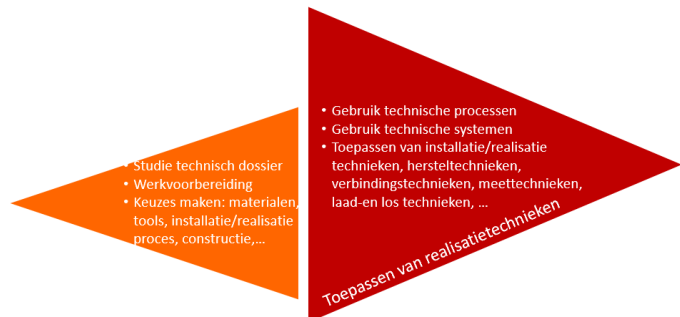 • Studie technisch dossier
• Werkvoorbereiding
• Keuzes maken: materialen,
tools, installatie/realisatie
proces, constructie,...
• Gebruik technische processen
• Gebruik technische systemen
• Toepassen van installatie/realisatie
technieken, hersteltechnieken,
verbindingstechnieken, meettechnieken,
laad-en los technieken, ...
Toepassen van realisatietechnieken